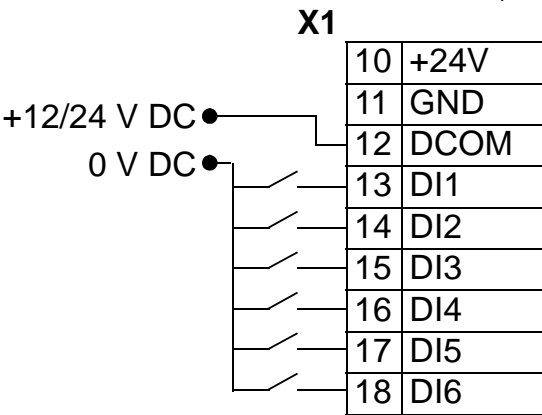 X1
10 +24V
11 GND
+12/24 V DC
12 DCOM
0 V DC
13 DI1
14 DI2
15 DI3
16 DI4
17 DI5
18 DI6